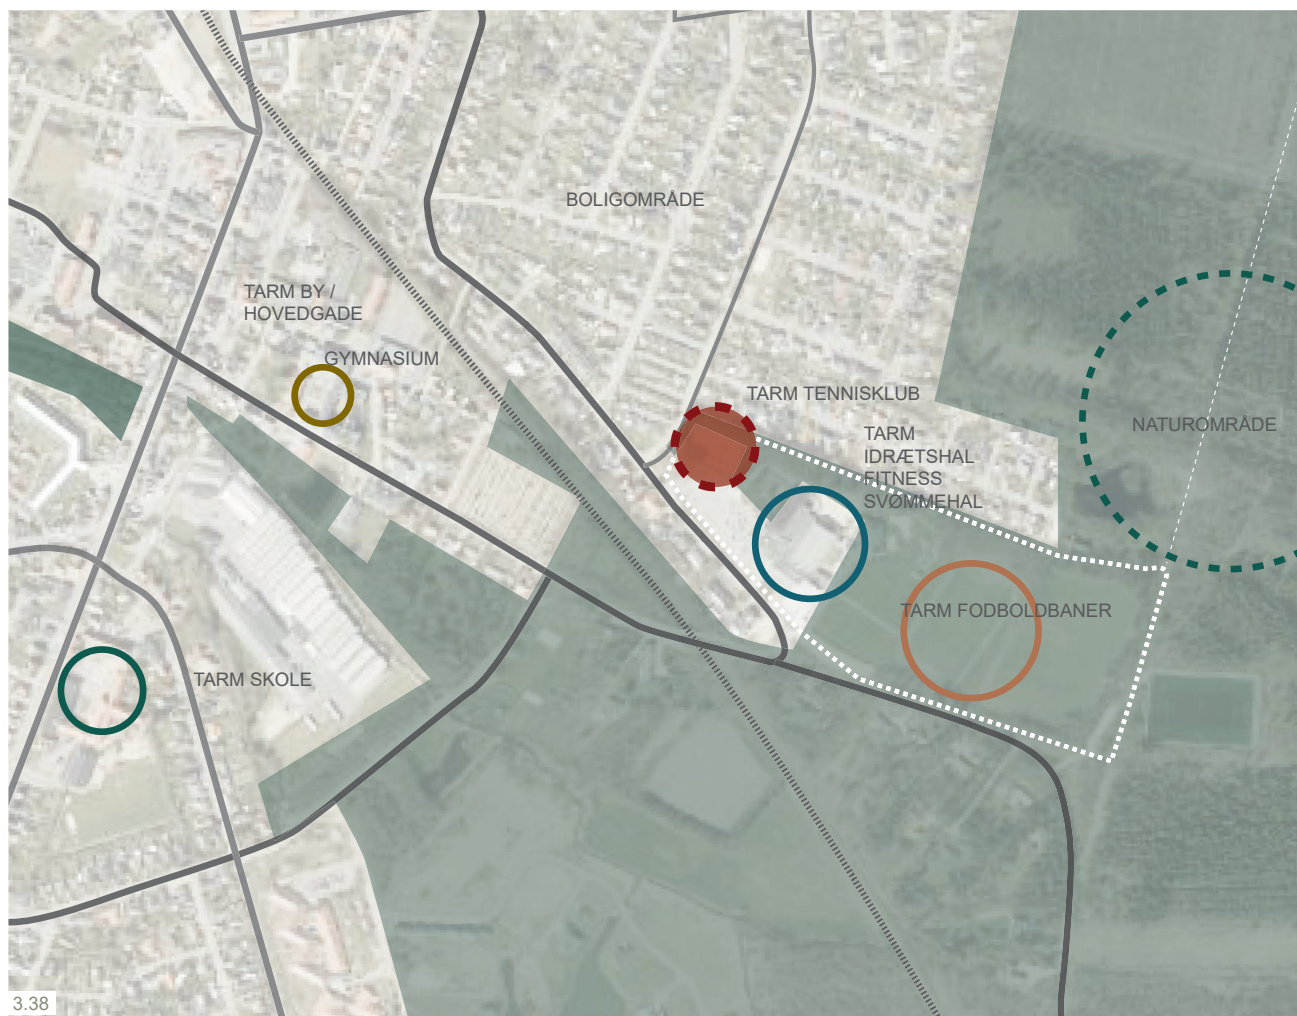 BOLIGOMRÅDE
TARM BY /
HOVEDGADE
GYMNASIUM
TARM TENNISKLUB
TARM
IDRÆTSHAL
FITNESS
SVØMMEHAL
NATUROMRÅDE
TARM FODBOLDBANER
TARM SKOLE
3.38